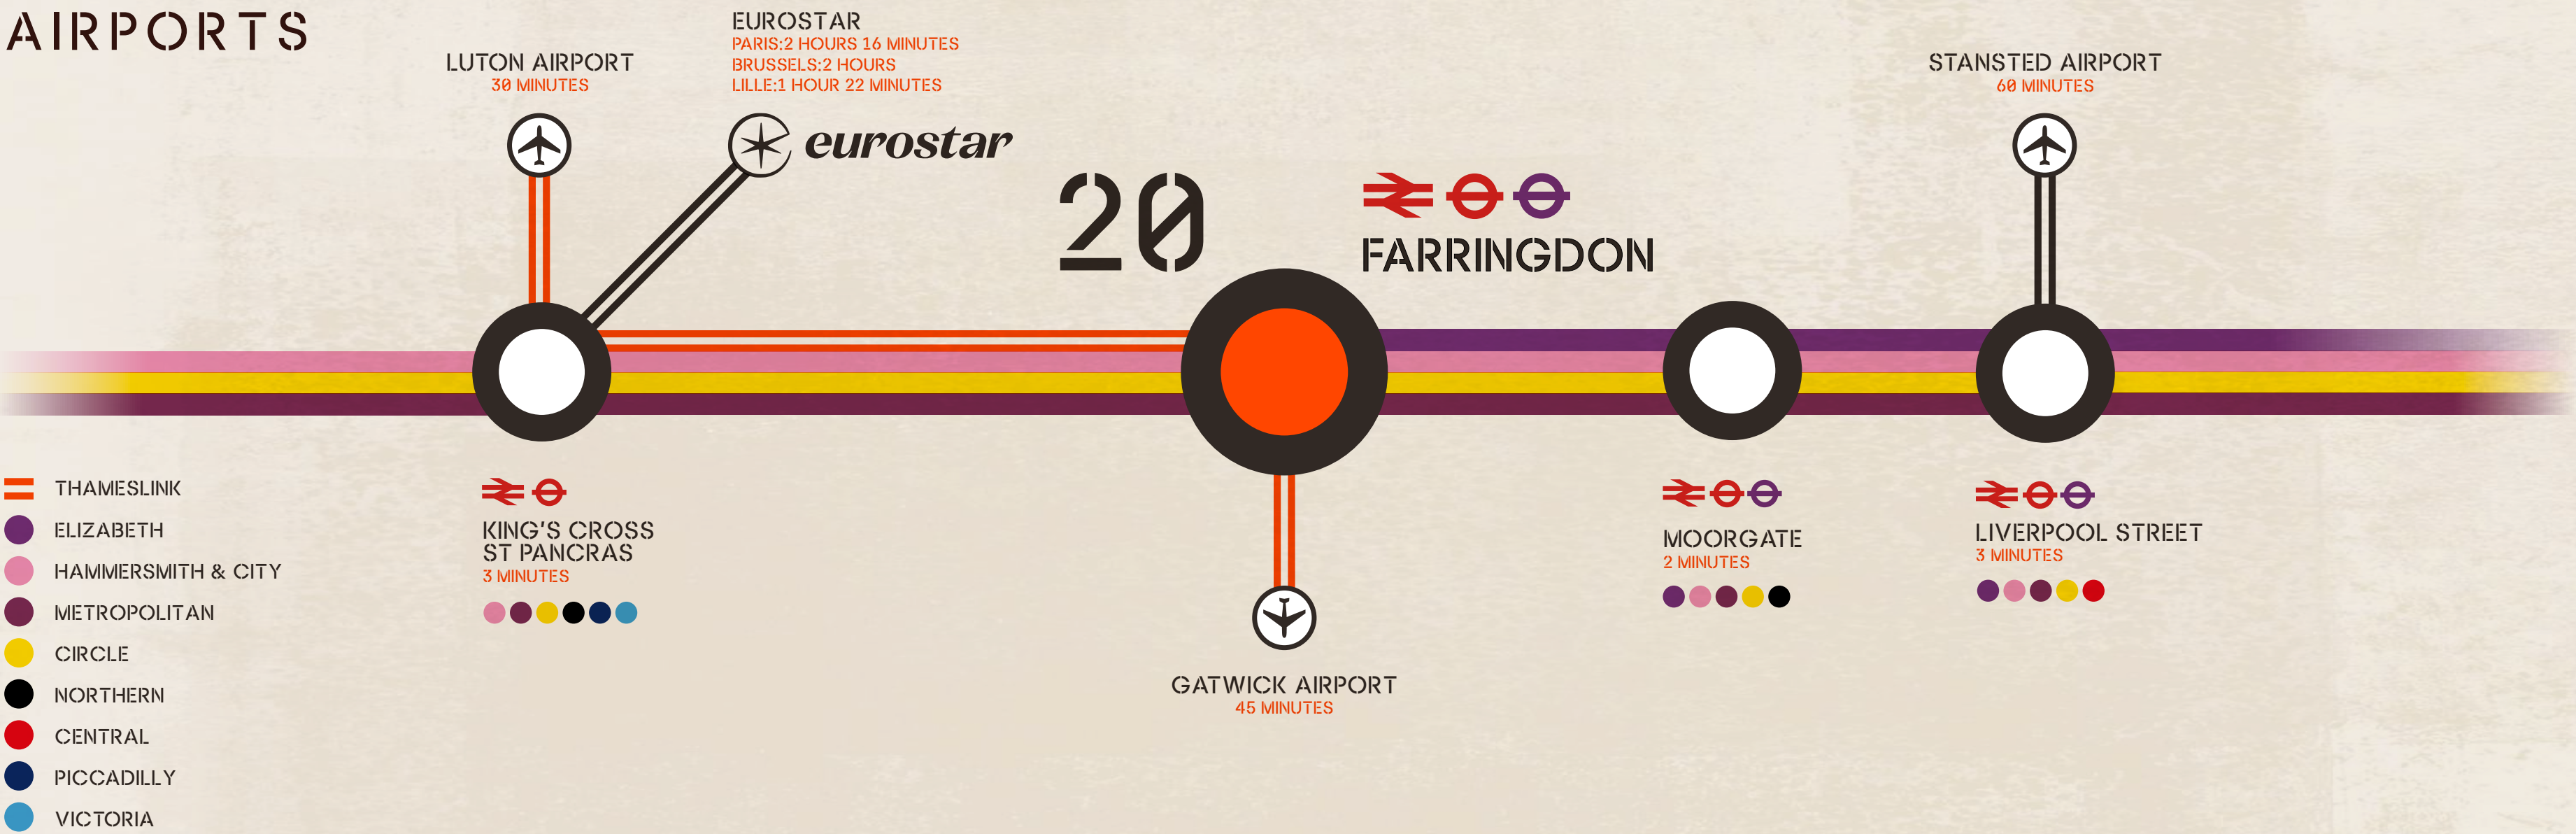 AIRPORTS
LUTON AIRPORT
30 MINUTES
EUROSTAR
PARIS:2 HOURS 16 MINUTES
BRUSSELS:2 HOURS
LILLE:1 HOUR 22 MINUTES
eurostar
STANSTED AIRPORT
60 MINUTES
20
FARRINGDON
KING'S CROSS
ST PANCRAS
3 MINUTES
MOORGATE
2 MINUTES
LIVERPOOL STREET
3 MINUTES
GATWICK AIRPORT
45 MINUTES
THAMESLINK
ELIZABETH
HAMMERSMITH & CITY
METROPOLITAN
CIRCLE
NORTHERN
CENTRAL
PICCADILLY
VICTORIA